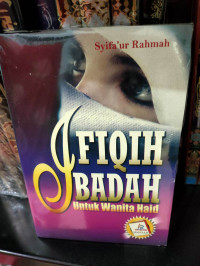 Syifa'ur Rahmah
FIQIH
IBADAH
Untuk Wanita Haid